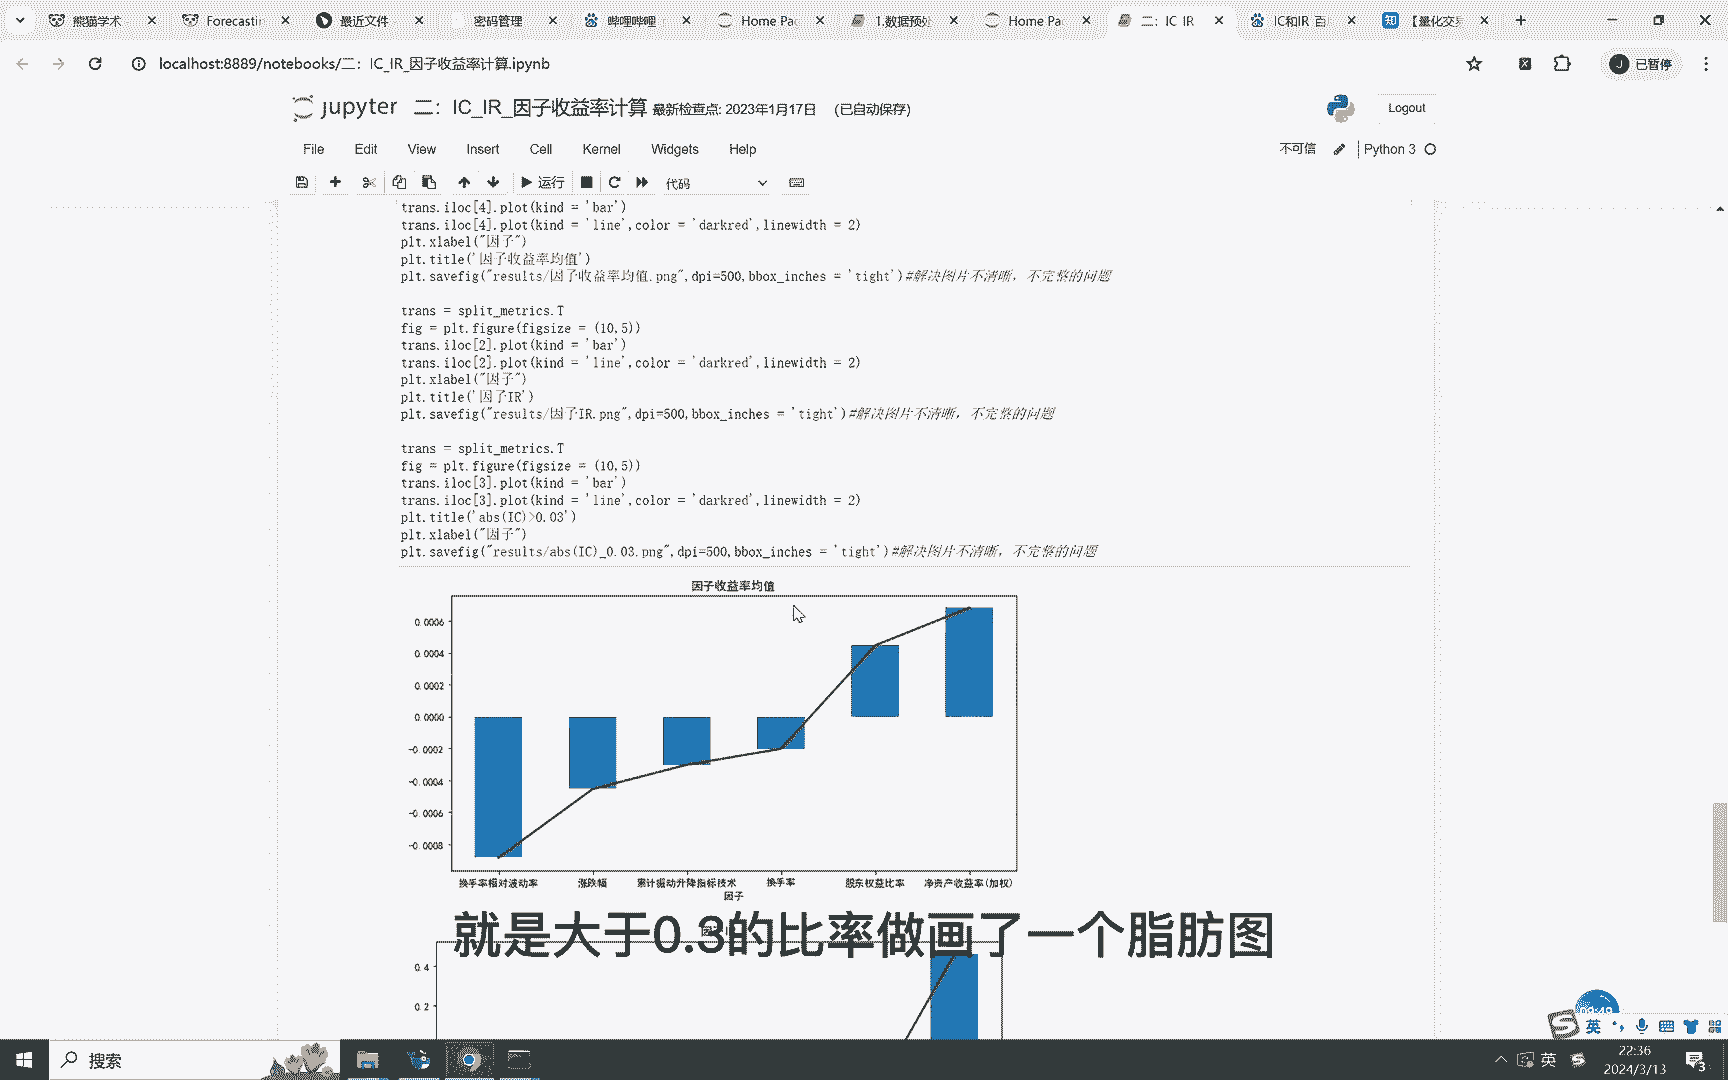 熊猫学术
Forecastin
最近文件
密码管理
哔哩哔哩
Home Pag
1.数据预处
Home Pa
二：IC IR
IC和IR 百
【量化交易
localhost:8889/notebooks/二：IC_IR_因子收益率计算.ipynb
已暂停
jupyter 二：IC_IR_因子收益率计算 最新检查点: 2023年1月17日 (已自动保存)
Logout
File Edit View Insert Cell Kernel Widgets Help
不可信 Python 3
运行 代码
trans.iloc[4].plot(kind = 'bar')
trans.iloc[4].plot(kind = 'line',color = 'darkred',linewidth = 2)
plt.xlabel("因子")
plt.title('因子收益率均值')
plt.savefig("results/因子收益率均值.png",dpi=500,bbox_inches = 'tight')#解决图片不清晰，不完整的问题
trans = split_metrics.T
fig = plt.figure(figsize = (10,5))
trans.iloc[2].plot(kind = 'bar')
trans.iloc[2].plot(kind = 'line',color = 'darkred',linewidth = 2)
plt.xlabel("因子")
plt.title('因子IR')
plt.savefig("results/因子IR.png",dpi=500,bbox_inches = 'tight')#解决图片不清晰，不完整的问题
trans = split_metrics.T
fig = plt.figure(figsize = (10,5))
trans.iloc[3].plot(kind = 'bar')
trans.iloc[3].plot(kind = 'line',color = 'darkred',linewidth = 2)
plt.title('abs(IC)>0.03')
plt.xlabel("因子")
plt.savefig("results/abs(IC)_0.03.png",dpi=500,bbox_inches = 'tight')#解决图片不清晰，不完整的问题
因子收益率均值
0.0006
0.0004
0.0002
0.0000
-0.0002
-0.0004
-0.0006
-0.0008
换手率相对波动率 涨跌幅 累计振动升降指标技术 换手率 股东权益比率 净资产收益率(加权)
因子
就是大于0.3的比率做画了一个脂肪图
0.4
0.2
09:49
英
搜索
英
22:36
2024/3/13
3